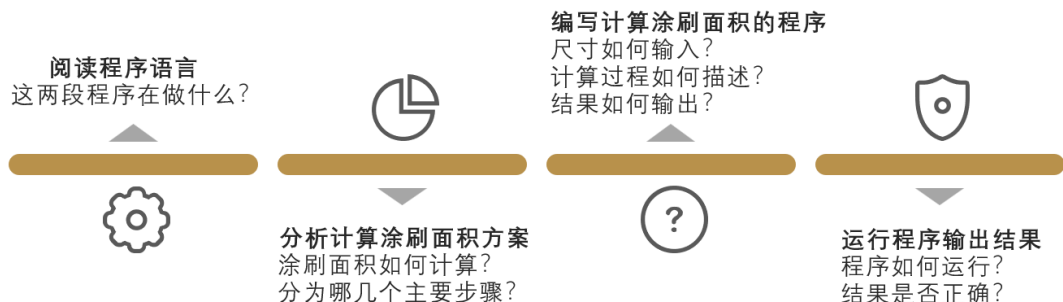 阅读程序语言
这两段程序在做什么？
分析计算涂刷面积方案
涂刷面积如何计算？
分为哪几个主要步骤？
编写计算涂刷面积的程序
尺寸如何输入？
计算过程如何描述？
结果如何输出？
?
运行程序输出结果
程序如何运行？
结果是否正确？